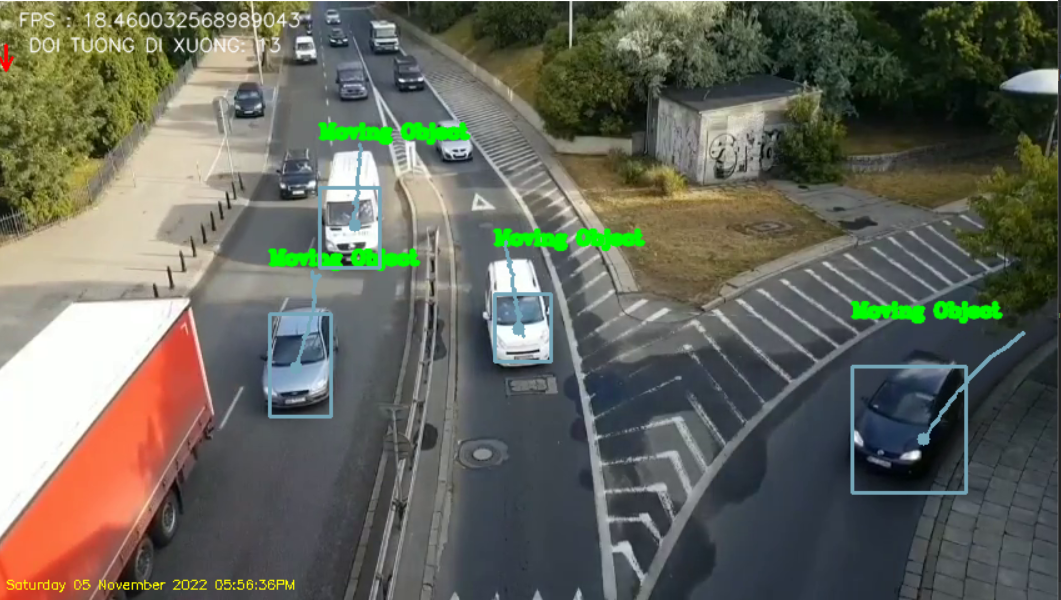 FPS : 18.460032568989043
DOI TUONG DI XUONG: 13
Moving Object
Moving Object
Moving Object
Moving Object
Saturday 05 November 2022 05:56:36PM